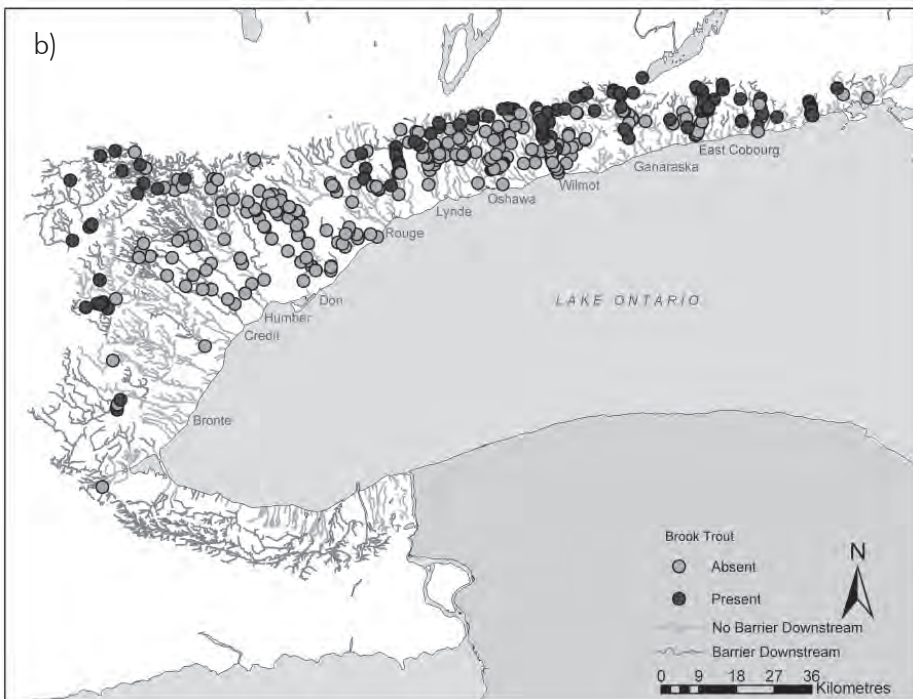 b)
East Cobourg
Ganaraska
Wilmot
Oshawa
Lynde
Rouge
LAKE ONTARIO
Don
Humber
Credit
Bronte
Brook Trout
Absent
Present
No Barrier Downstream
Barrier Downstream
N
0 9 18 27 36
Kilometres